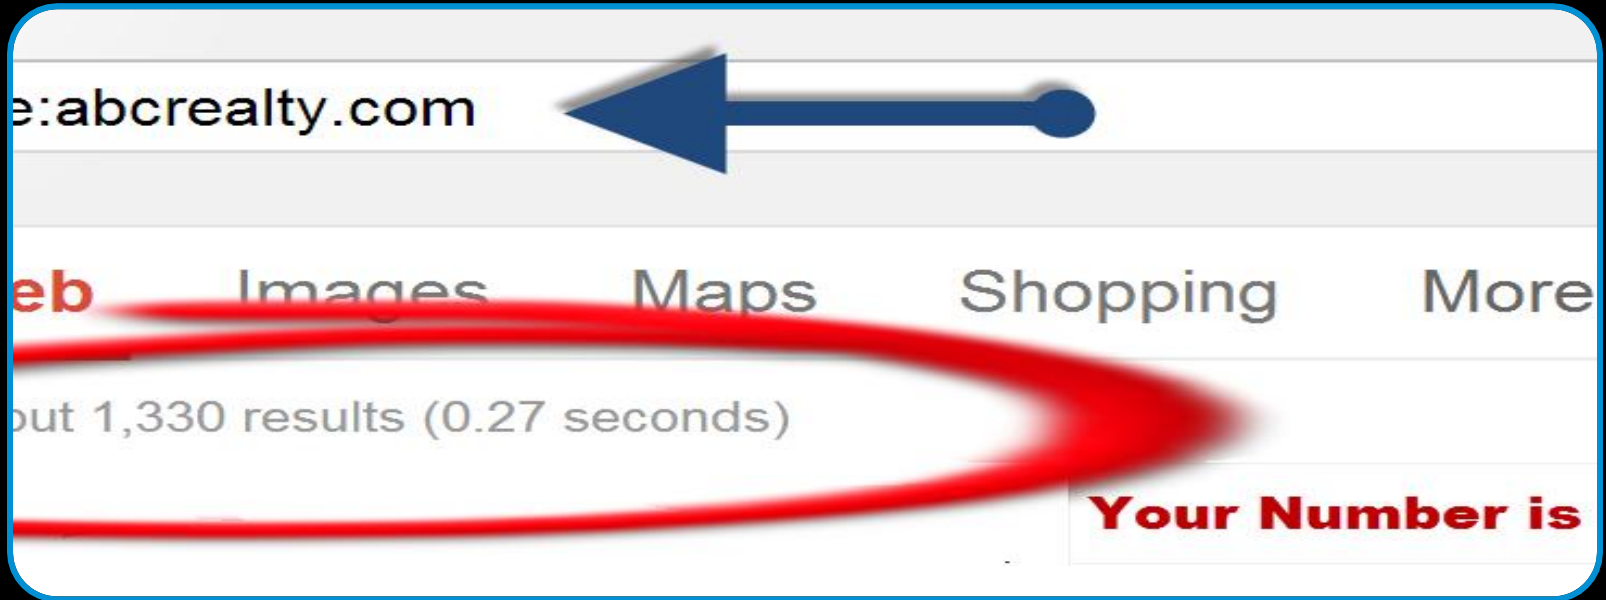 e:abcrealty.com
eb Images Maps Shopping More
out 1,330 results (0.27 seconds)
Your Number is